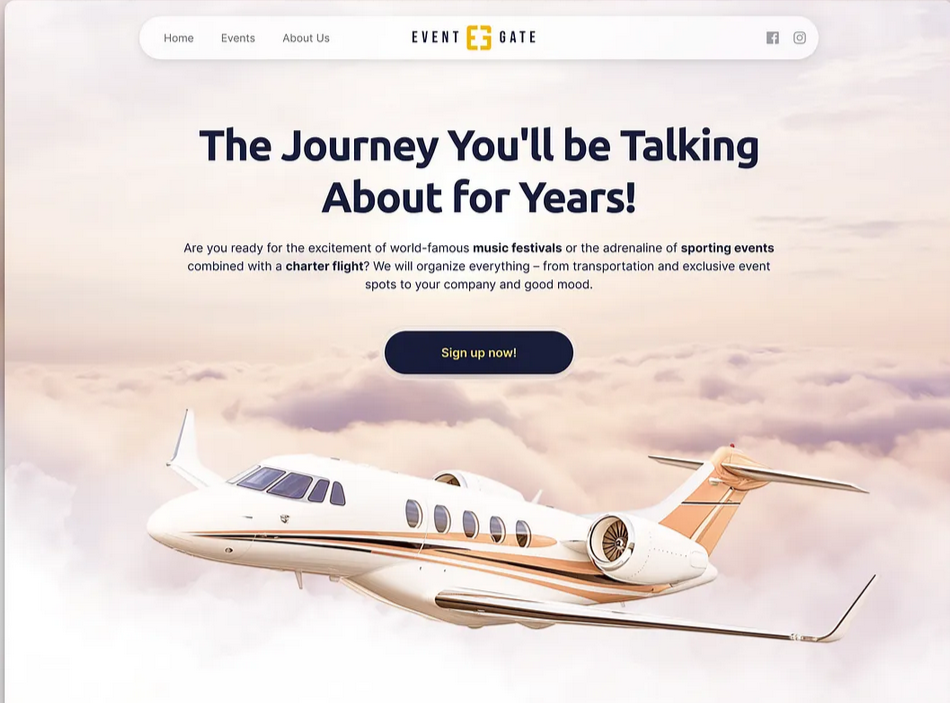 Home Events About Us EVENT GATE
The Journey You'll be Talking
About for Years!
Are you ready for the excitement of world-famous music festivals or the adrenaline of sporting events
combined with a charter flight? We will organize everything – from transportation and exclusive event
spots to your company and good mood.
Sign up now!